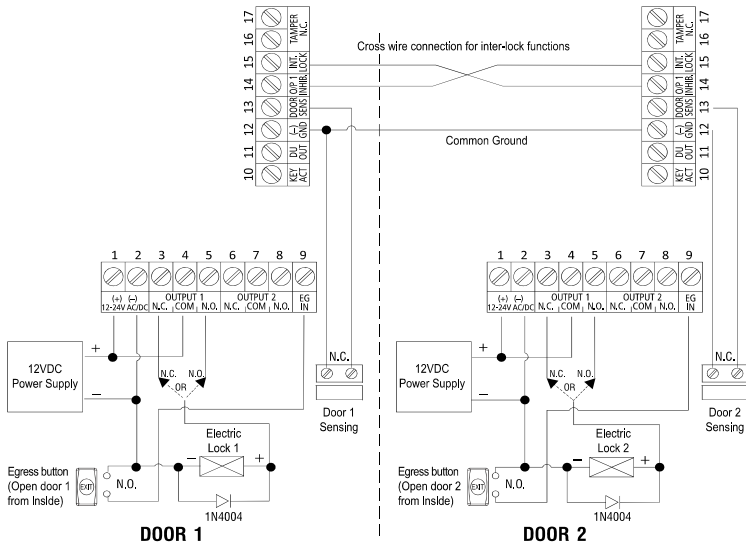 17
16
15
14
13
12
11
10
TAMPER
N.C.
INT.
LOCK
O/P 1
INHIB.
DOOR
SENS
(–)
GND
DU
OUT
KEY
ACT
Cross wire connection for inter-lock functions
Common Ground
TAMPER
N.C.
INT.
LOCK
O/P 1
INHIB.
DOOR
SENS
(–)
GND
DU
OUT
KEY
ACT
17
16
15
14
13
12
11
10
1 2 3 4 5 6 7 8 9
(+) (–) OUTPUT 1 OUTPUT 2 EG
12-24V AC/DC N.C. COM N.O. N.C. COM N.O. IN
12VDC
Power Supply
+
–
N.C. N.O.
OR
N.C.
Door 1
Sensing
Electric
Lock 1
– +
Egress button
(Open door 1
from Inside)
EXIT
N.O.
1N4004
DOOR 1
1 2 3 4 5 6 7 8 9
(+) (–) OUTPUT 1 OUTPUT 2 EG
12-24V AC/DC N.C. COM N.O. N.C. COM N.O. IN
12VDC
Power Supply
+
–
N.C. N.O.
OR
N.C.
Door 2
Sensing
Electric
Lock 2
– +
Egress button
(Open door 2
from Inside)
EXIT
N.O.
1N4004
DOOR 2